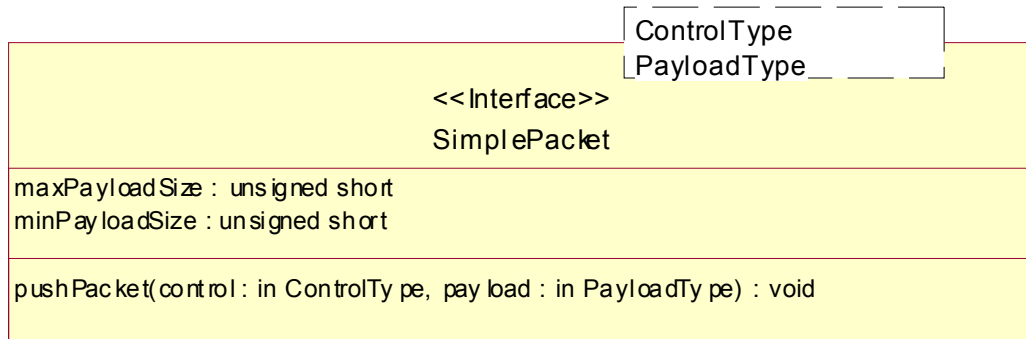 ControlType
PayloadType
<<Interface>>
SimplePacket
maxPayloadSize : unsigned short
minPayloadSize : unsigned short
pushPacket(control : in ControlType, payload : in PayloadType) : void